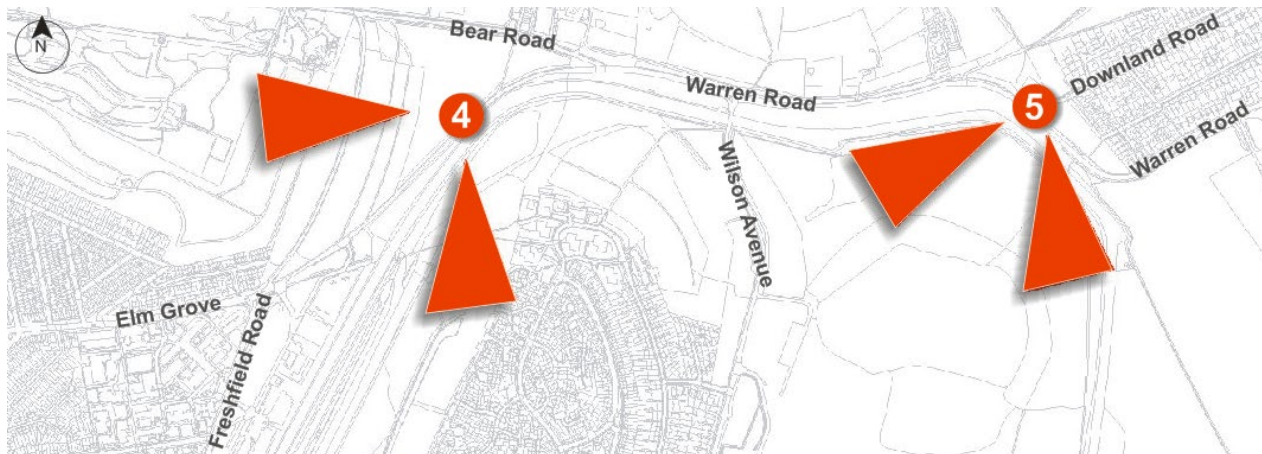 N
Bear Road
Warren Road
Downland Road
4
5
Warren Road
Wilson Avenue
Elm Grove
Freshfield Road